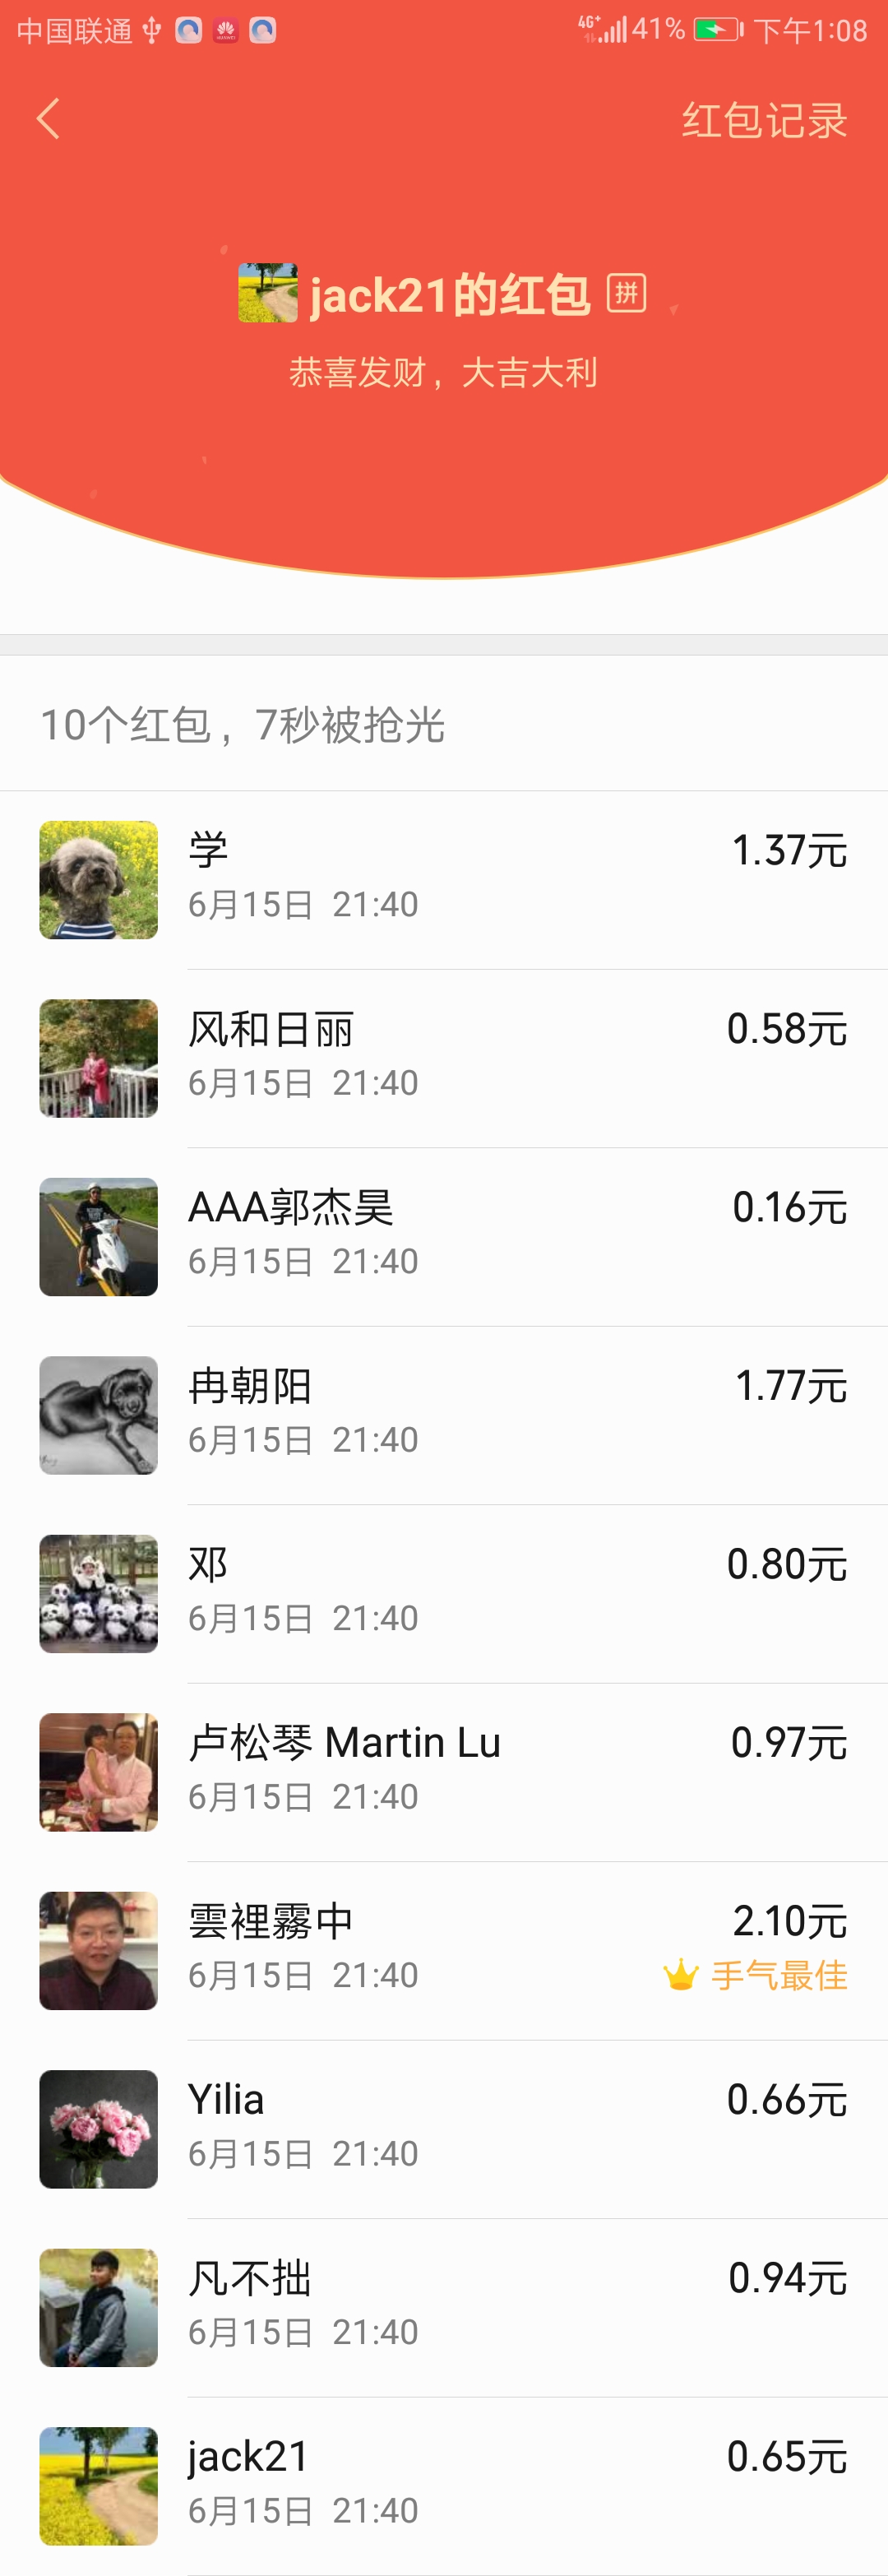 中国联通 4G+ 41% 下午1:08
红包记录
jack21的红包 拼
恭喜发财，大吉大利
10个红包，7秒被抢光
学 1.37元
6月15日 21:40
风和日丽 0.58元
6月15日 21:40
AAA郭杰昊 0.16元
6月15日 21:40
冉朝阳 1.77元
6月15日 21:40
邓 0.80元
6月15日 21:40
卢松琴 Martin Lu 0.97元
6月15日 21:40
雲裡霧中 2.10元
6月15日 21:40 手气最佳
Yilia 0.66元
6月15日 21:40
凡不拙 0.94元
6月15日 21:40
jack21 0.65元
6月15日 21:40